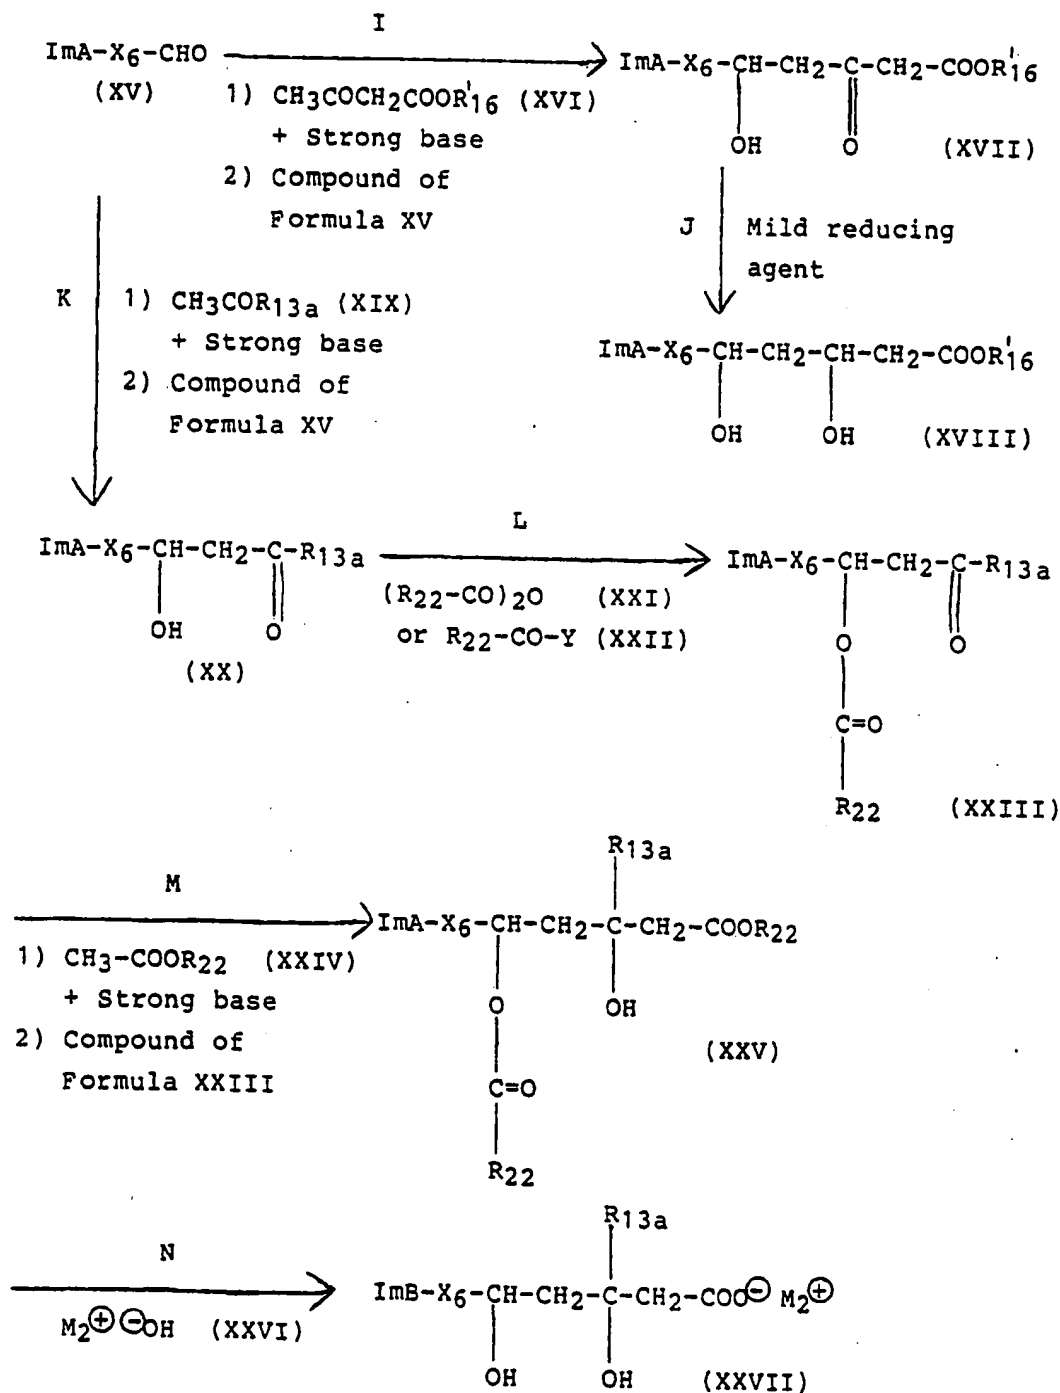 I
ImA-X6-CHO
(XV)
1) CH3COCH2COOR'16 (XVI)
+ Strong base
2) Compound of
Formula XV
ImA-X6-CH-CH2-C-CH2-COOR'16
OH O (XVII)
J Mild reducing
agent
K
1) CH3COR13a (XIX)
+ Strong base
2) Compound of
Formula XV
ImA-X6-CH-CH2-CH-CH2-COOR'16
OH OH (XVIII)
ImA-X6-CH-CH2-C-R13a
OH O
(XX)
L
(R22-CO)2O (XXI)
or R22-CO-Y (XXII)
ImA-X6-CH-CH2-C-R13a
O O
C=O
R22 (XXIII)
M
1) CH3-COOR22 (XXIV)
+ Strong base
2) Compound of
Formula XXIII
R13a
ImA-X6-CH-CH2-C-CH2-COOR22
O OH
(XXV)
C=O
R22
N
M2⊕ ⊖OH (XXVI)
R13a
ImB-X6-CH-CH2-C-CH2-COO⊖ M2⊕
OH OH (XXVII)